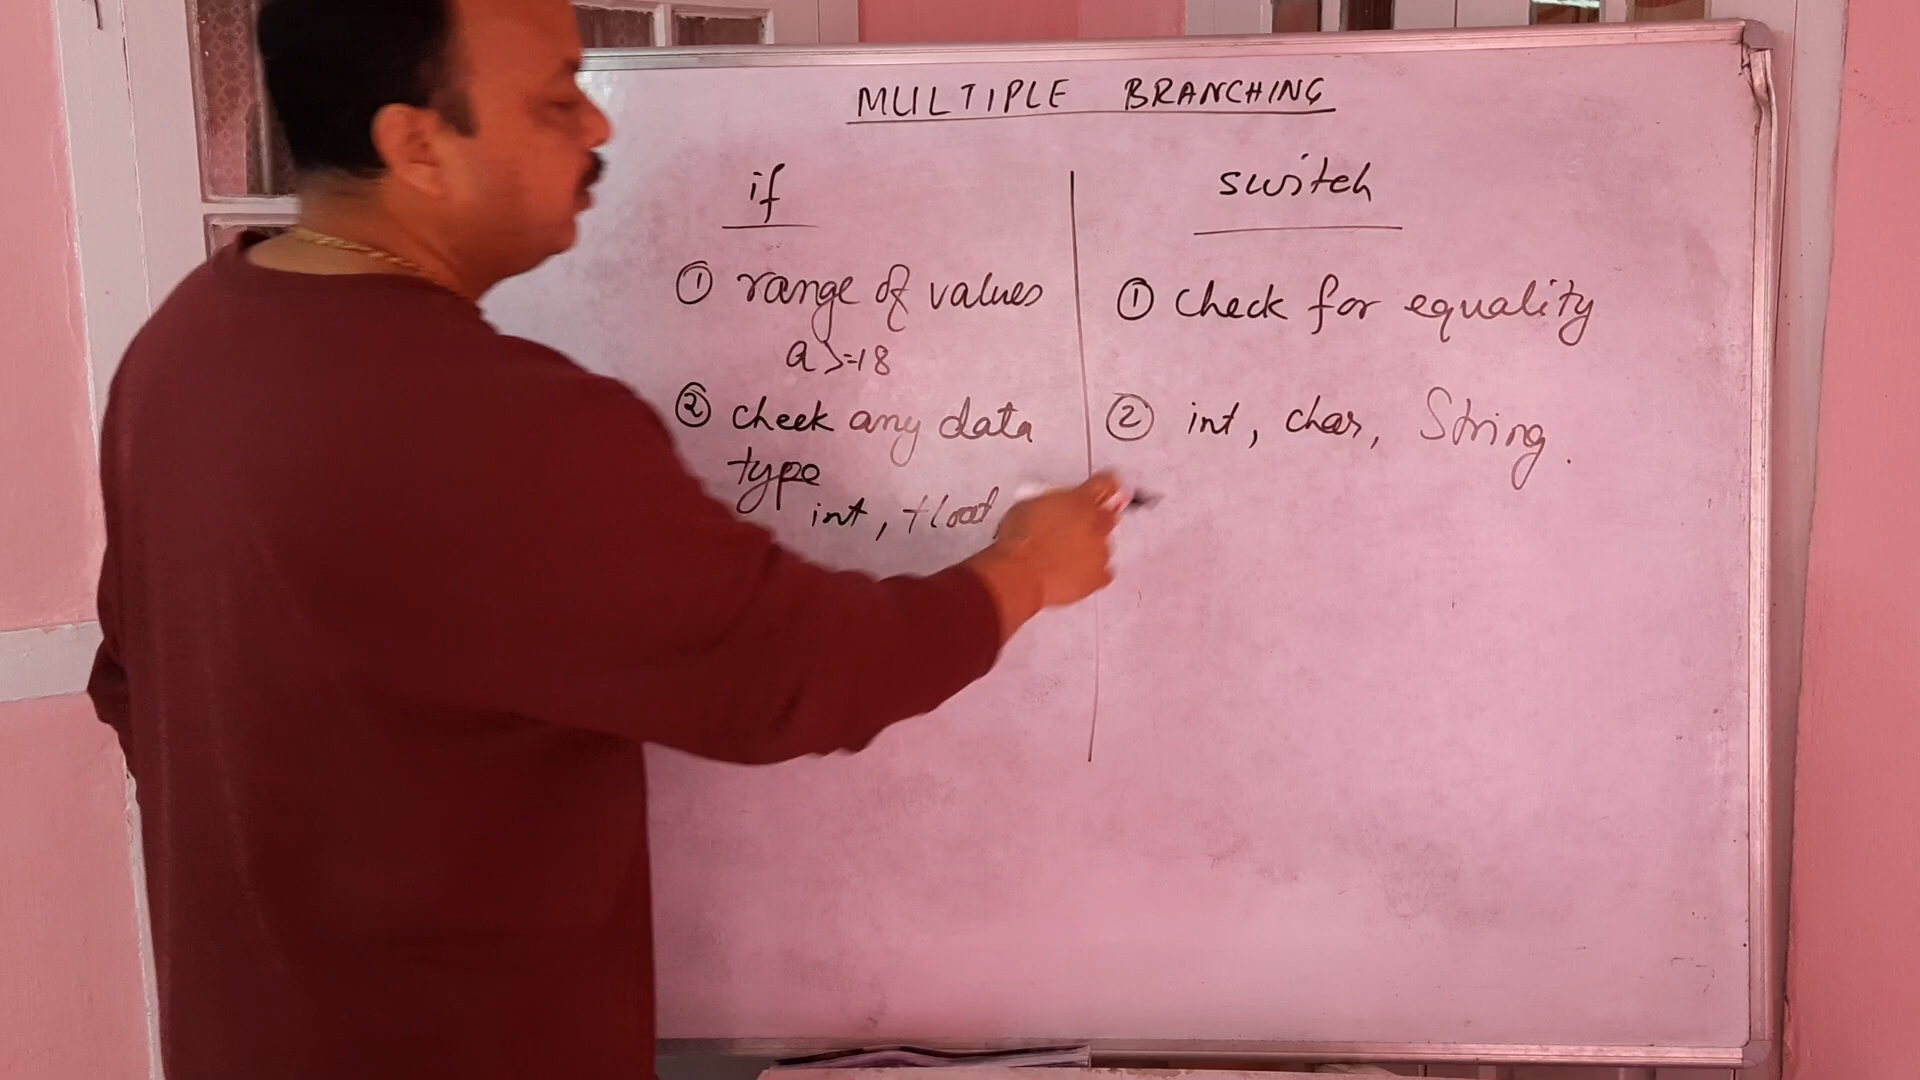 MULTIPLE BRANCHING
if
① range of values
a >=18
② check any data
type
int, float,
switch
① check for equality
② int, char, String.